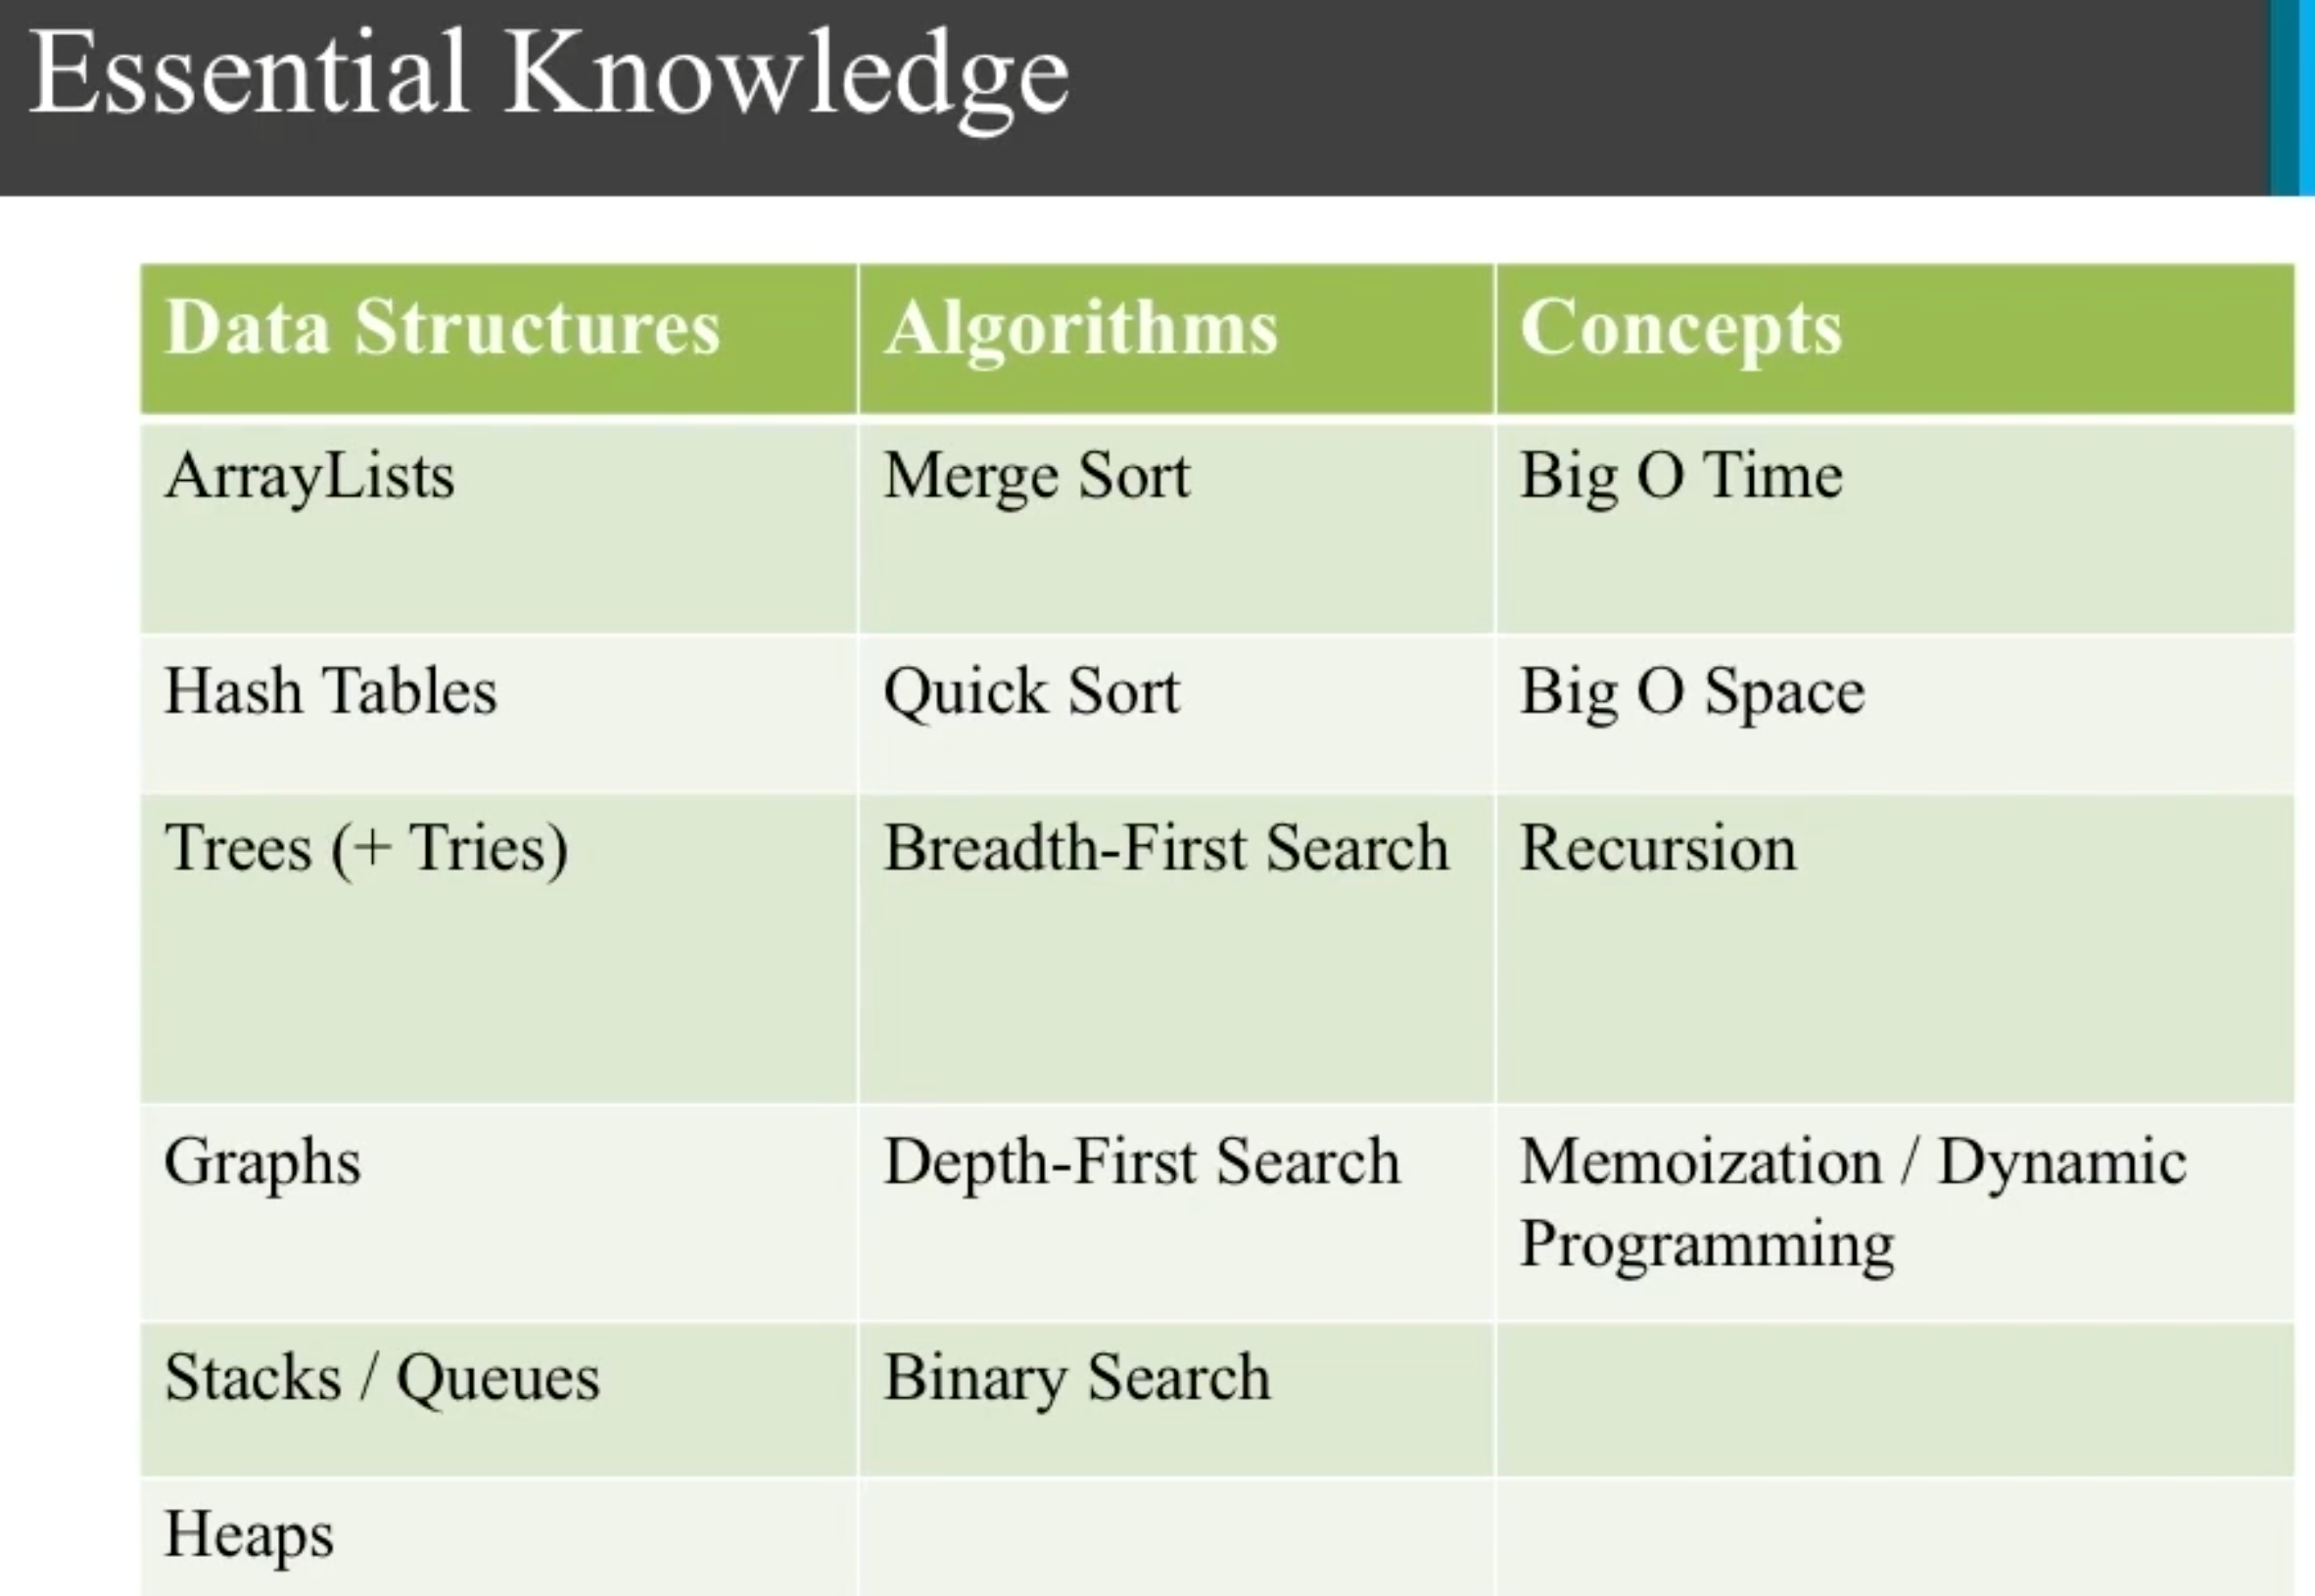 Essential Knowledge
Data Structures Algorithms Concepts
ArrayLists Merge Sort Big O Time
Hash Tables Quick Sort Big O Space
Trees (+ Tries) Breadth-First Search Recursion
Graphs Depth-First Search Memoization / Dynamic
Programming
Stacks / Queues Binary Search
Heaps